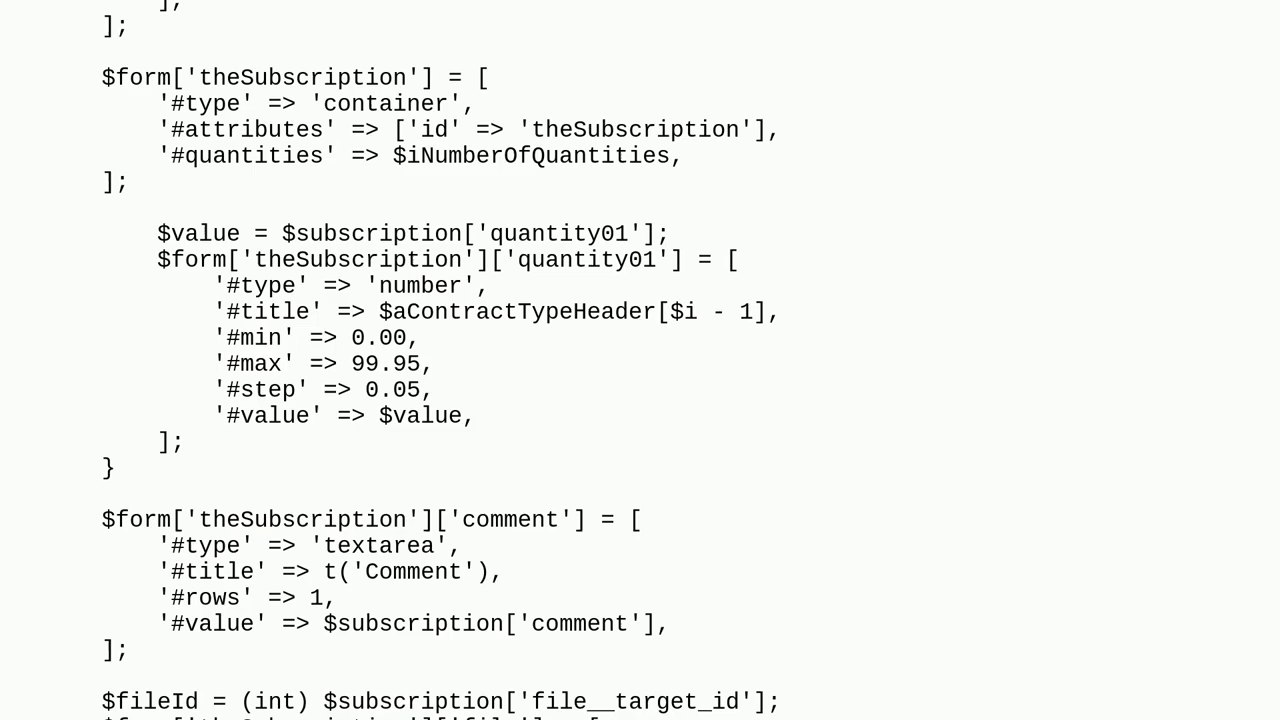 ];
];
$form['theSubscription'] = [
'#type' => 'container',
'#attributes' => ['id' => 'theSubscription'],
'#quantities' => $iNumberOfQuantities,
];
$value = $subscription['quantity01'];
$form['theSubscription']['quantity01'] = [
'#type' => 'number',
'#title' => $aContractTypeHeader[$i - 1],
'#min' => 0.00,
'#max' => 99.95,
'#step' => 0.05,
'#value' => $value,
];
}
$form['theSubscription']['comment'] = [
'#type' => 'textarea',
'#title' => t('Comment'),
'#rows' => 1,
'#value' => $subscription['comment'],
];
$fileId = (int) $subscription['file__target_id'];